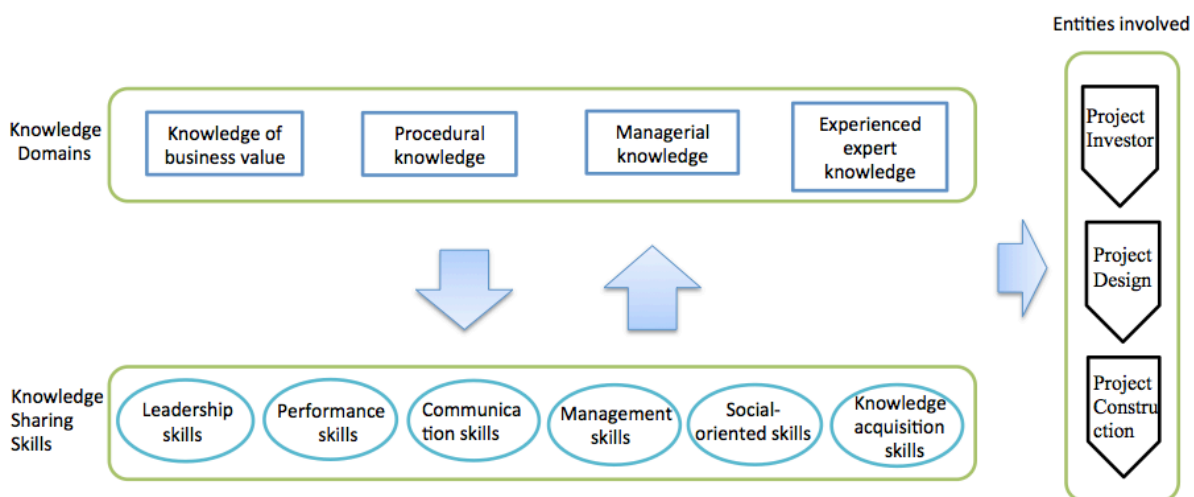 Entities involved
Knowledge
Domains
Knowledge of
business value
Procedural
knowledge
Managerial
knowledge
Experienced
expert
knowledge
Project
Investor
Project
Design
Knowledge
Sharing
Skills
Leadership
skills
Performance
skills
Communica
tion skills
Management
skills
Social-
oriented skills
Knowledge
acquisition
skills
Project
Constru
ction